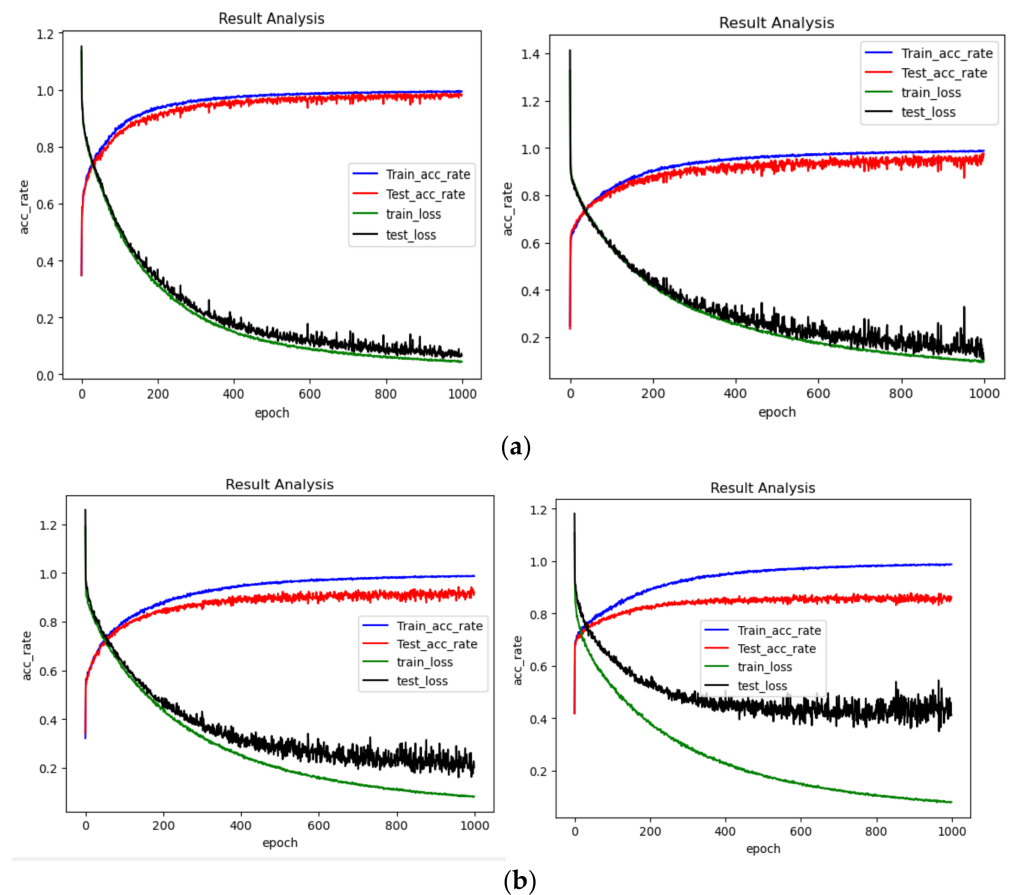 Result Analysis
1.2
1.0
0.8
0.6
0.4
0.2
0.0
acc_rate
Train_acc_rate
Test_acc_rate
train_loss
test_loss
0 200 400 600 800 1000
epoch
Result Analysis
1.4
1.2
1.0
0.8
0.6
0.4
0.2
acc_rate
Train_acc_rate
Test_acc_rate
train_loss
test_loss
0 200 400 600 800 1000
epoch
(a)
Result Analysis
1.2
1.0
0.8
0.6
0.4
0.2
acc_rate
Train_acc_rate
Test_acc_rate
train_loss
test_loss
0 200 400 600 800 1000
epoch
Result Analysis
1.2
1.0
0.8
0.6
0.4
0.2
acc_rate
Train_acc_rate
Test_acc_rate
train_loss
test_loss
0 200 400 600 800 1000
epoch
(b)